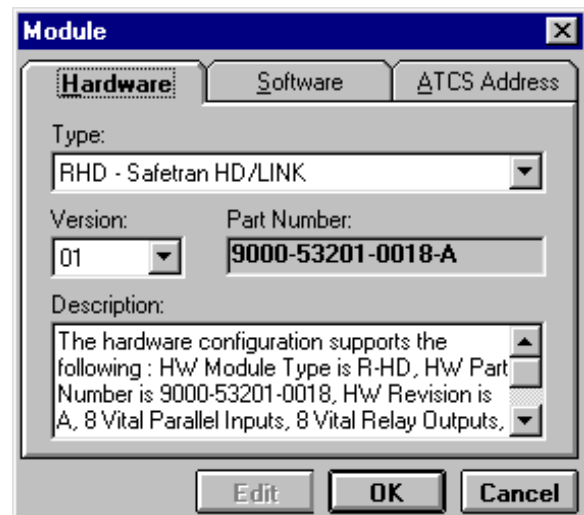 Module
Hardware
Software
ATCS Address
Type:
RHD - Safetran HD/LINK
Version:
Part Number:
01
9000-53201-0018-A
Description:
The hardware configuration supports the
following : HW Module Type is R-HD, HW Part
Number is 9000-53201-0018, HW Revision is
A, 8 Vital Parallel Inputs, 8 Vital Relay Outputs,
Edit
OK
Cancel